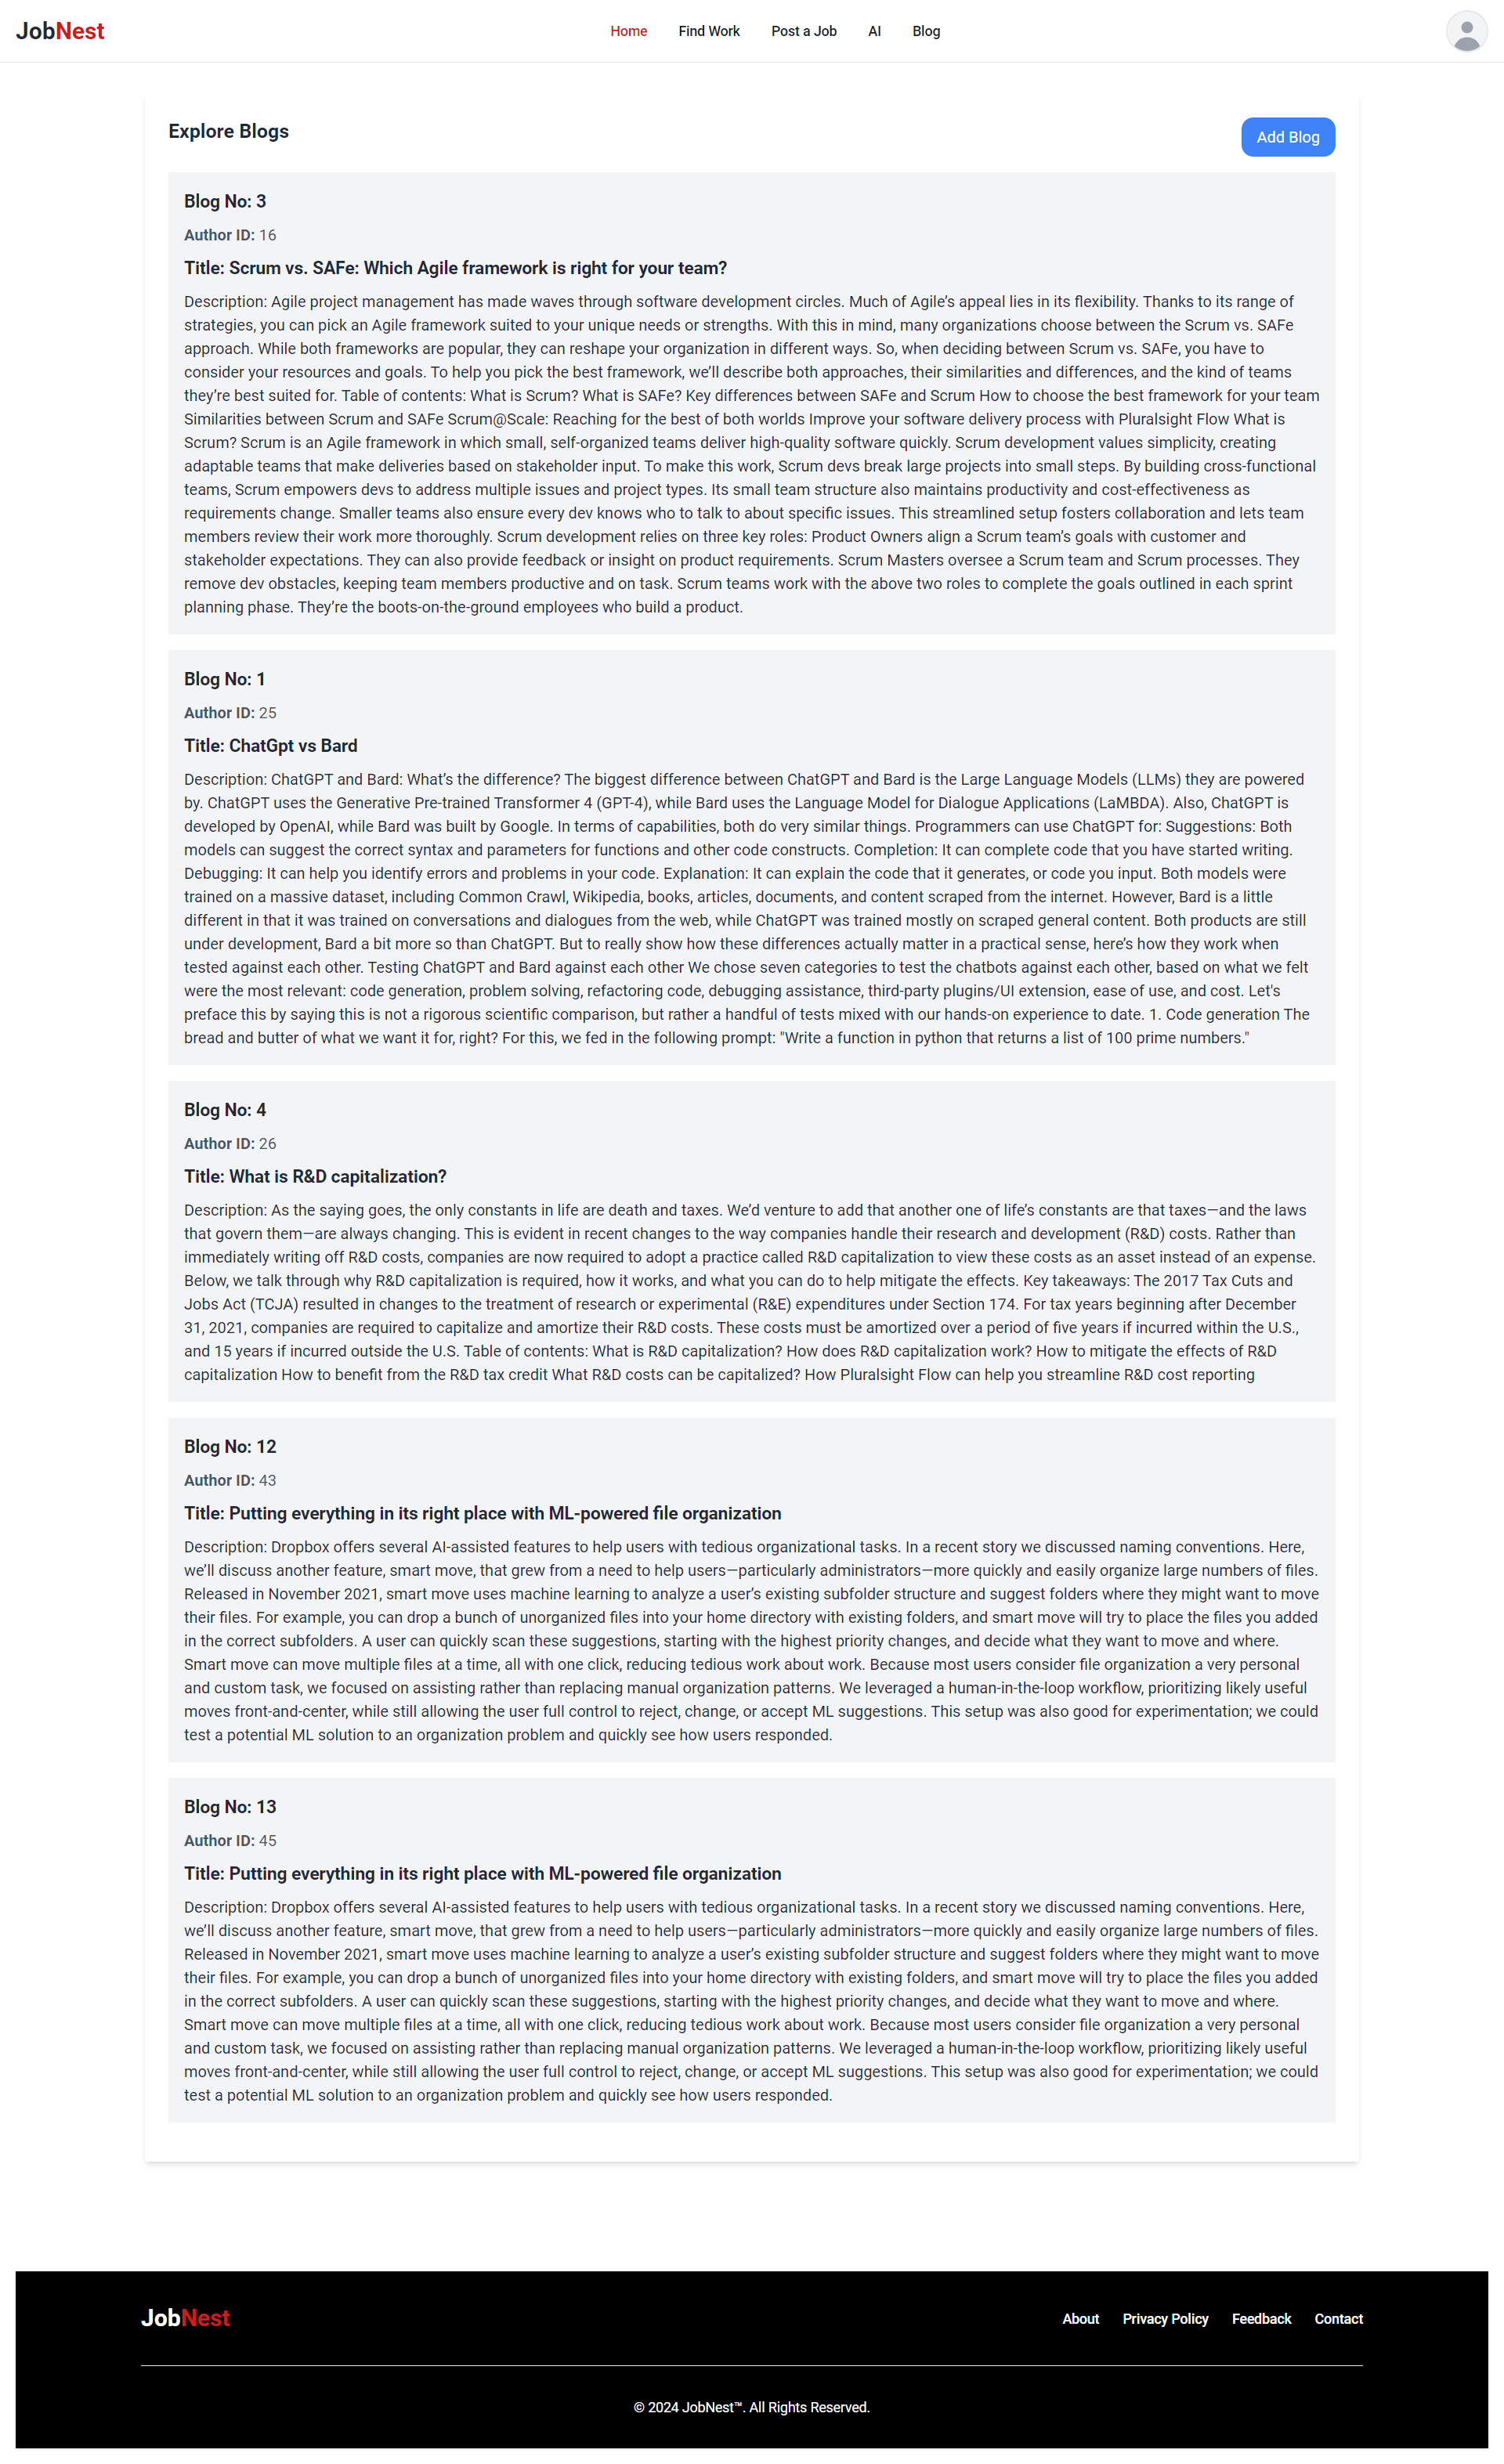 JobNest
Home Find Work Post a Job AI Blog
Explore Blogs
Add Blog
Blog No: 3
Author ID: 16
Title: Scrum vs. SAFe: Which Agile framework is right for your team?
Description: Agile project management has made waves through software development circles. Much of Agile’s appeal lies in its flexibility. Thanks to its range of
strategies, you can pick an Agile framework suited to your unique needs or strengths. With this in mind, many organizations choose between the Scrum vs. SAFe
approach. While both frameworks are popular, they can reshape your organization in different ways. So, when deciding between Scrum vs. SAFe, you have to
consider your resources and goals. To help you pick the best framework, we’ll describe both approaches, their similarities and differences, and the kind of teams
they’re best suited for. Table of contents: What is Scrum? What is SAFe? Key differences between SAFe and Scrum How to choose the best framework for your team
Similarities between Scrum and SAFe Scrum@Scale: Reaching for the best of both worlds Improve your software delivery process with Pluralsight Flow What is
Scrum? Scrum is an Agile framework in which small, self-organized teams deliver high-quality software quickly. Scrum development values simplicity, creating
adaptable teams that make deliveries based on stakeholder input. To make this work, Scrum devs break large projects into small steps. By building cross-functional
teams, Scrum empowers devs to address multiple issues and project types. Its small team structure also maintains productivity and cost-effectiveness as
requirements change. Smaller teams also ensure every dev knows who to talk to about specific issues. This streamlined setup fosters collaboration and lets team
members review their work more thoroughly. Scrum development relies on three key roles: Product Owners align a Scrum team’s goals with customer and
stakeholder expectations. They can also provide feedback or insight on product requirements. Scrum Masters oversee a Scrum team and Scrum processes. They
remove dev obstacles, keeping team members productive and on task. Scrum teams work with the above two roles to complete the goals outlined in each sprint
planning phase. They’re the boots-on-the-ground employees who build a product.
Blog No: 1
Author ID: 25
Title: ChatGpt vs Bard
Description: ChatGPT and Bard: What’s the difference? The biggest difference between ChatGPT and Bard is the Large Language Models (LLMs) they are powered
by. ChatGPT uses the Generative Pre-trained Transformer 4 (GPT-4), while Bard uses the Language Model for Dialogue Applications (LaMBDA). Also, ChatGPT is
developed by OpenAI, while Bard was built by Google. In terms of capabilities, both do very similar things. Programmers can use ChatGPT for: Suggestions: Both
models can suggest the correct syntax and parameters for functions and other code constructs. Completion: It can complete code that you have started writing.
Debugging: It can help you identify errors and problems in your code. Explanation: It can explain the code that it generates, or code you input. Both models were
trained on a massive dataset, including Common Crawl, Wikipedia, books, articles, documents, and content scraped from the internet. However, Bard is a little
different in that it was trained on conversations and dialogues from the web, while ChatGPT was trained mostly on scraped general content. Both products are still
under development, Bard a bit more so than ChatGPT. But to really show how these differences actually matter in a practical sense, here’s how they work when
tested against each other. Testing ChatGPT and Bard against each other We chose seven categories to test the chatbots against each other, based on what we felt
were the most relevant: code generation, problem solving, refactoring code, debugging assistance, third-party plugins/UI extension, ease of use, and cost. Let's
preface this by saying this is not a rigorous scientific comparison, but rather a handful of tests mixed with our hands-on experience to date. 1. Code generation The
bread and butter of what we want it for, right? For this, we fed in the following prompt: "Write a function in python that returns a list of 100 prime numbers."
Blog No: 4
Author ID: 26
Title: What is R&D capitalization?
Description: As the saying goes, the only constants in life are death and taxes. We’d venture to add that another one of life’s constants are that taxes—and the laws
that govern them—are always changing. This is evident in recent changes to the way companies handle their research and development (R&D) costs. Rather than
immediately writing off R&D costs, companies are now required to adopt a practice called R&D capitalization to view these costs as an asset instead of an expense.
Below, we talk through why R&D capitalization is required, how it works, and what you can do to help mitigate the effects. Key takeaways: The 2017 Tax Cuts and
Jobs Act (TCJA) resulted in changes to the treatment of research or experimental (R&E) expenditures under Section 174. For tax years beginning after December
31, 2021, companies are required to capitalize and amortize their R&D costs. These costs must be amortized over a period of five years if incurred within the U.S.,
and 15 years if incurred outside the U.S. Table of contents: What is R&D capitalization? How does R&D capitalization work? How to mitigate the effects of R&D
capitalization How to benefit from the R&D tax credit What R&D costs can be capitalized? How Pluralsight Flow can help you streamline R&D cost reporting
Blog No: 12
Author ID: 43
Title: Putting everything in its right place with ML-powered file organization
Description: Dropbox offers several AI-assisted features to help users with tedious organizational tasks. In a recent story we discussed naming conventions. Here,
we’ll discuss another feature, smart move, that grew from a need to help users—particularly administrators—more quickly and easily organize large numbers of files.
Released in November 2021, smart move uses machine learning to analyze a user’s existing subfolder structure and suggest folders where they might want to move
their files. For example, you can drop a bunch of unorganized files into your home directory with existing folders, and smart move will try to place the files you added
in the correct subfolders. A user can quickly scan these suggestions, starting with the highest priority changes, and decide what they want to move and where.
Smart move can move multiple files at a time, all with one click, reducing tedious work about work. Because most users consider file organization a very personal
and custom task, we focused on assisting rather than replacing manual organization patterns. We leveraged a human-in-the-loop workflow, prioritizing likely useful
moves front-and-center, while still allowing the user full control to reject, change, or accept ML suggestions. This setup was also good for experimentation; we could
test a potential ML solution to an organization problem and quickly see how users responded.
Blog No: 13
Author ID: 45
Title: Putting everything in its right place with ML-powered file organization
Description: Dropbox offers several AI-assisted features to help users with tedious organizational tasks. In a recent story we discussed naming conventions. Here,
we’ll discuss another feature, smart move, that grew from a need to help users—particularly administrators—more quickly and easily organize large numbers of files.
Released in November 2021, smart move uses machine learning to analyze a user’s existing subfolder structure and suggest folders where they might want to move
their files. For example, you can drop a bunch of unorganized files into your home directory with existing folders, and smart move will try to place the files you added
in the correct subfolders. A user can quickly scan these suggestions, starting with the highest priority changes, and decide what they want to move and where.
Smart move can move multiple files at a time, all with one click, reducing tedious work about work. Because most users consider file organization a very personal
and custom task, we focused on assisting rather than replacing manual organization patterns. We leveraged a human-in-the-loop workflow, prioritizing likely useful
moves front-and-center, while still allowing the user full control to reject, change, or accept ML suggestions. This setup was also good for experimentation; we could
test a potential ML solution to an organization problem and quickly see how users responded.
JobNest
About Privacy Policy Feedback Contact
© 2024 JobNest™. All Rights Reserved.